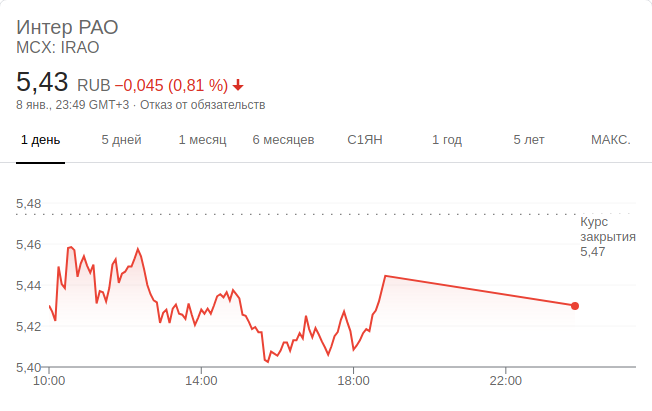 Интер РАО
MCX: IRAO
5,43 RUB −0,045 (0,81 %)
8 янв., 23:49 GMT+3 · Отказ от обязательств
1 день 5 дней 1 месяц 6 месяцев С1ЯН 1 год 5 лет МАКС.
5,48
Курс
закрытия
5,47
5,46
5,44
5,42
5,40
10:00 14:00 18:00 22:00